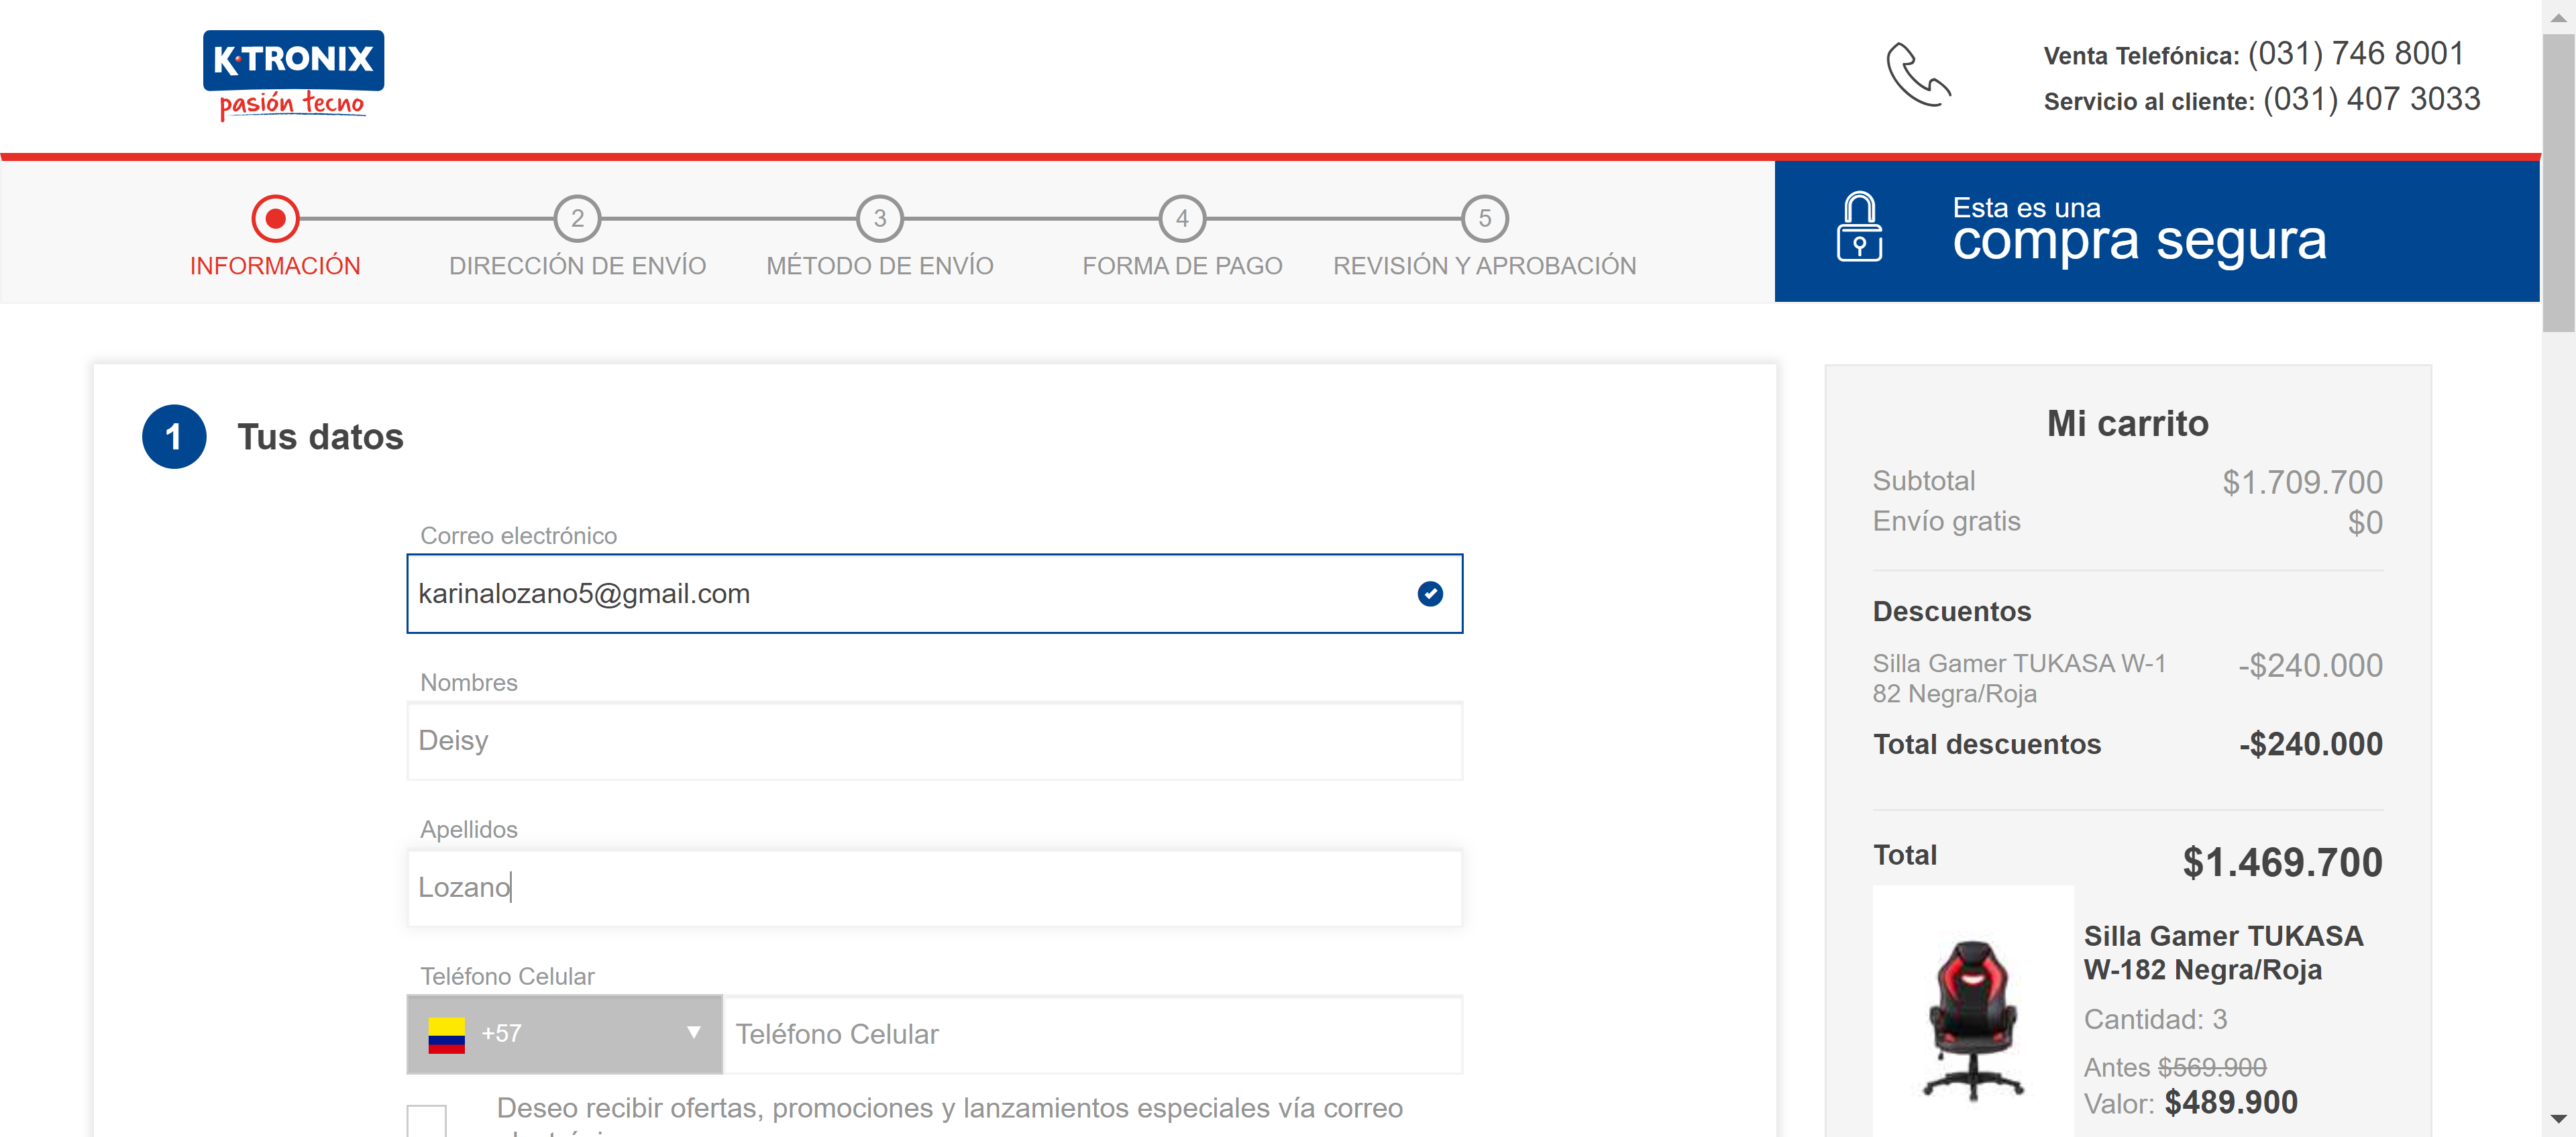 K·TRONIX
pasión tecno
Venta Telefónica: (031) 746 8001
Servicio al cliente: (031) 407 3033
2
3
4
5
INFORMACIÓN
DIRECCIÓN DE ENVÍO
MÉTODO DE ENVÍO
FORMA DE PAGO
REVISIÓN Y APROBACIÓN
Esta es una
compra segura
1
Tus datos
Correo electrónico
karinalozano5@gmail.com
Nombres
Deisy
Apellidos
Lozano
Teléfono Celular
+57
Teléfono Celular
Deseo recibir ofertas, promociones y lanzamientos especiales vía correo
Mi carrito
Subtotal $1.709.700
Envío gratis $0
Descuentos
Silla Gamer TUKASA W-1 -$240.000
82 Negra/Roja
Total descuentos -$240.000
Total $1.469.700
Silla Gamer TUKASA
W-182 Negra/Roja
Cantidad: 3
Antes $569.900
Valor: $489.900